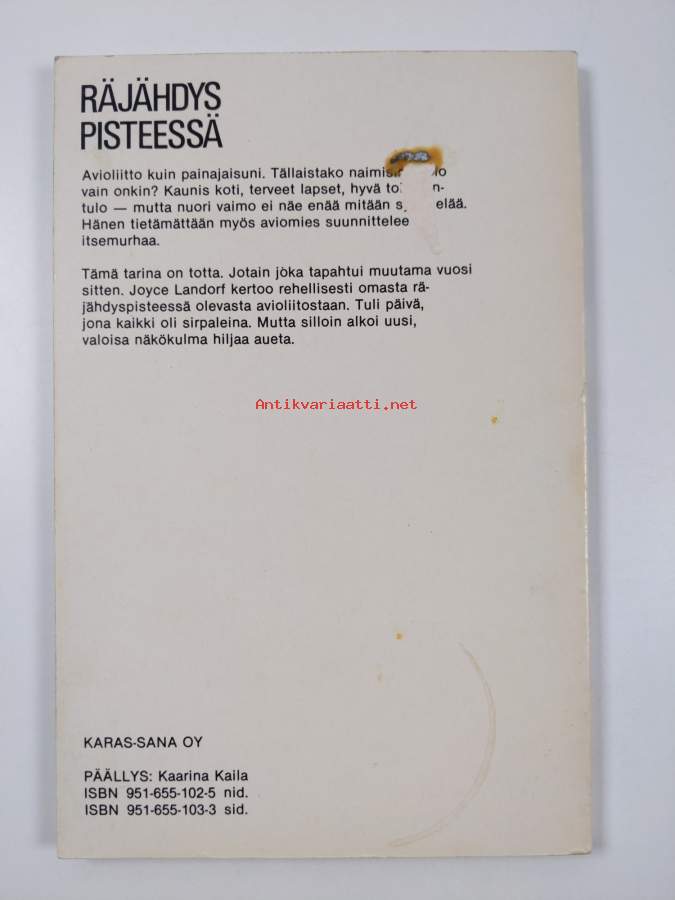 RÄJÄHDYS
PISTEESSÄ
Avioliitto kuin painajaisuni. Tällaistako
vain onkin? Kaunis koti, terveet lapset, hyvä
tulo — mutta nuori vaimo ei näe enää mitään
Hänen tietämättään myös aviomies suunnittelee
itsemurhaa.
Tämä tarina on totta. Jotain joka tapahtui muutama vuosi
sitten. Joyce Landorf kertoo rehellisesti omasta rä-
jähdyspisteessä olevasta avioliitostaan. Tuli päivä,
jona kaikki oli sirpaleina. Mutta silloin alkoi uusi,
valoisa näkökulma hiljaa aueta.
Antikvariaatti.net
KARAS-SANA OY
PÄÄLLYS: Kaarina Kaila
ISBN 951-655-102-5 nid.
ISBN 951-655-103-3 sid.